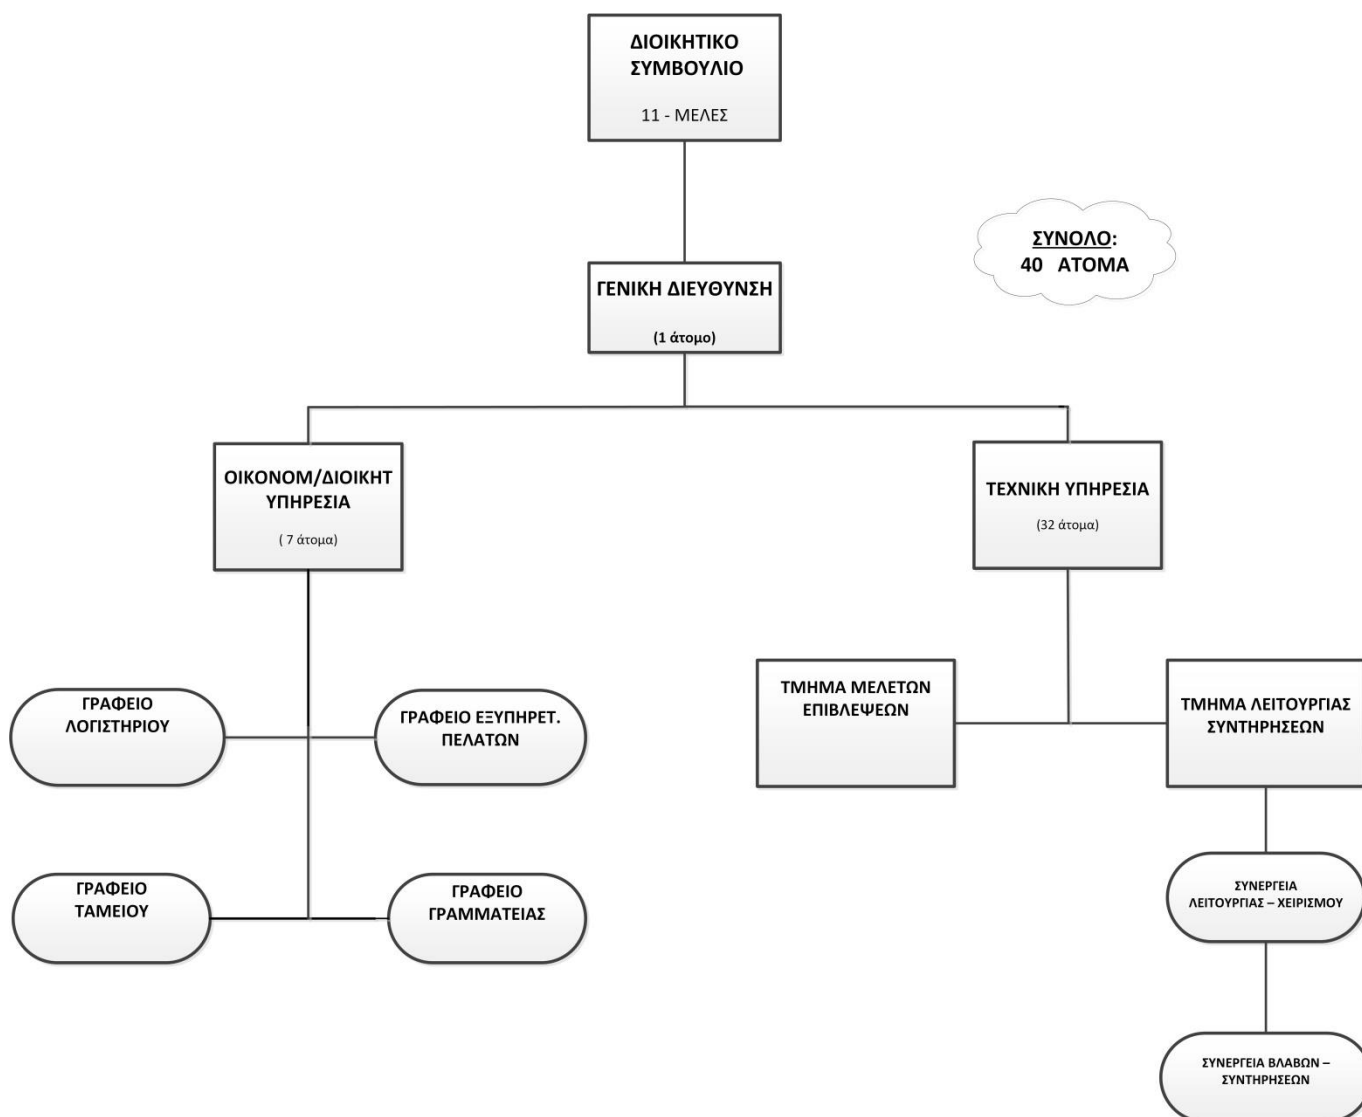 ΔΙΟΙΚΗΤΙΚΟ
ΣΥΜΒΟΥΛΙΟ
11 - ΜΕΛΕΣ
ΣΥΝΟΛΟ:
40 ΑΤΟΜΑ
ΓΕΝΙΚΗ ΔΙΕΥΘΥΝΣΗ
(1 άτομο)
ΟΙΚΟΝΟΜ/ΔΙΟΙΚΗΤ
ΥΠΗΡΕΣΙΑ
( 7 άτομα)
ΤΕΧΝΙΚΗ ΥΠΗΡΕΣΙΑ
(32 άτομα)
ΓΡΑΦΕΙΟ
ΛΟΓΙΣΤΗΡΙΟΥ
ΓΡΑΦΕΙΟ ΕΞΥΠΗΡΕΤ.
ΠΕΛΑΤΩΝ
ΤΜΗΜΑ ΜΕΛΕΤΩΝ
ΕΠΙΒΛΕΨΕΩΝ
ΤΜΗΜΑ ΛΕΙΤΟΥΡΓΙΑΣ
ΣΥΝΤΗΡΗΣΕΩΝ
ΓΡΑΦΕΙΟ
ΤΑΜΕΙΟΥ
ΓΡΑΦΕΙΟ
ΓΡΑΜΜΑΤΕΙΑΣ
ΣΥΝΕΡΓΕΙΑ
ΛΕΙΤΟΥΡΓΙΑΣ – ΧΕΙΡΙΣΜΟΥ
ΣΥΝΕΡΓΕΙΑ ΒΛΑΒΩΝ –
ΣΥΝΤΗΡΗΣΕΩΝ